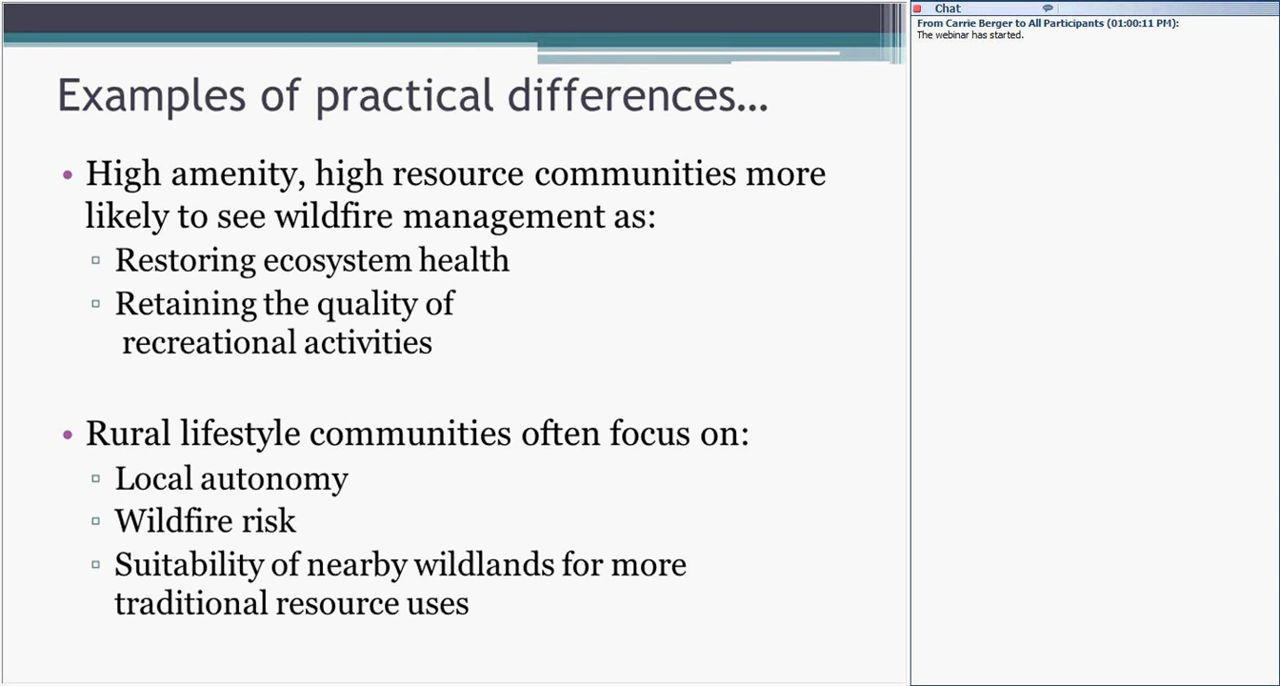 Examples of practical differences…
• High amenity, high resource communities more
likely to see wildfire management as:
▫ Restoring ecosystem health
▫ Retaining the quality of
recreational activities
• Rural lifestyle communities often focus on:
▫ Local autonomy
▫ Wildfire risk
▫ Suitability of nearby wildlands for more
traditional resource uses
Chat
From Carrie Berger to All Participants (01:00:11 PM):
The webinar has started.